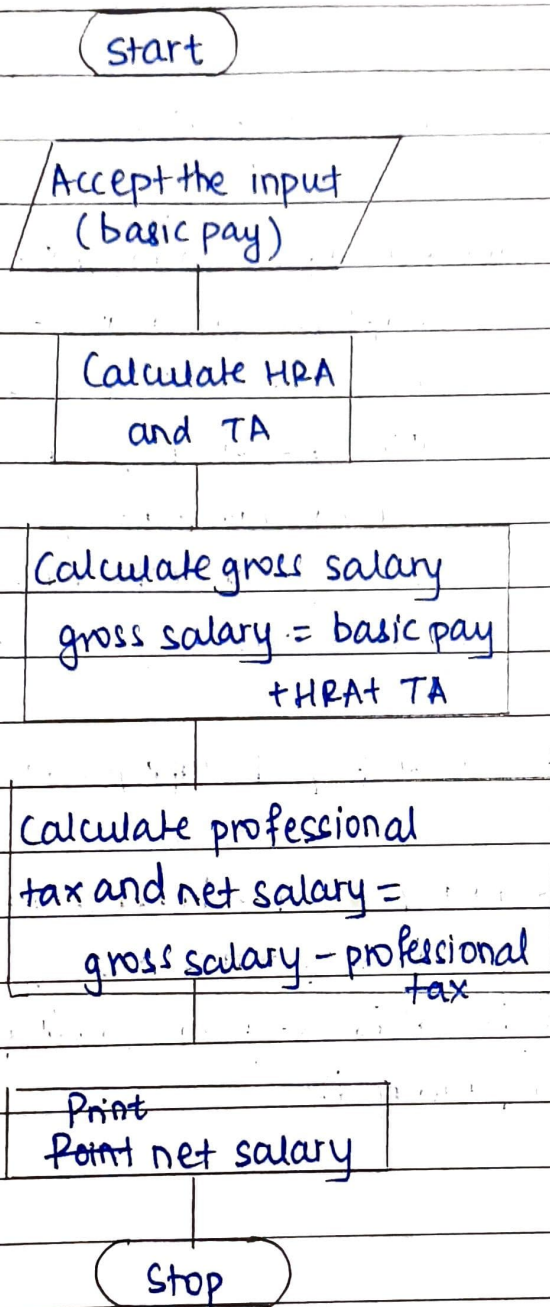 Start
Accept the input
(basic pay)
Calculate HRA
and TA
Calculate gross salary
gross salary = basic pay
+HRA+ TA
Calculate professional
tax and net salary =
gross salary - professional
tax
Print
Point net salary
Stop